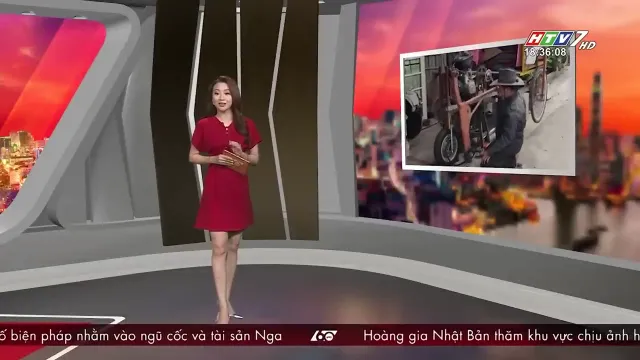 HTV7 HD
18:36:08
ố biện pháp nhằm vào ngũ cốc và tài sản Nga 60 Hoàng gia Nhật Bản thăm khu vực chịu ảnh h